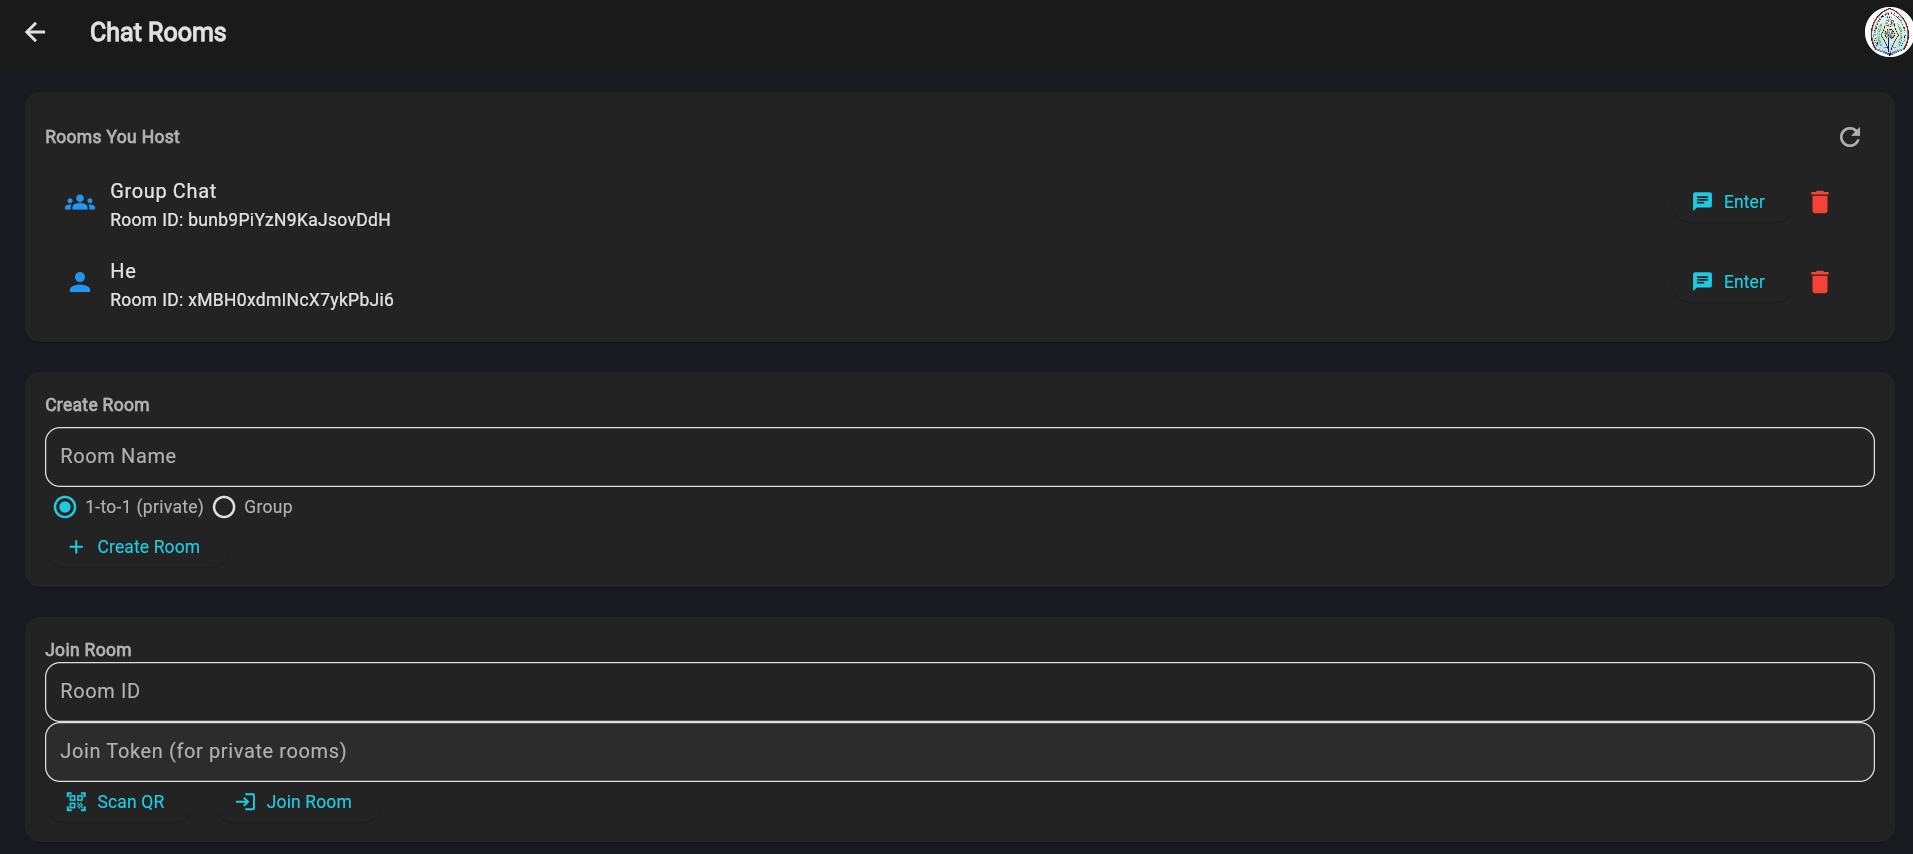 Chat Rooms
Rooms You Host
Group Chat
Room ID: bunb9PiYzN9KaJsovDdH
Enter
He
Room ID: xMBH0xdmINcX7ykPbJi6
Enter
Create Room
Room Name
1-to-1 (private) Group
Create Room
Join Room
Room ID
Join Token (for private rooms)
Scan QR Join Room